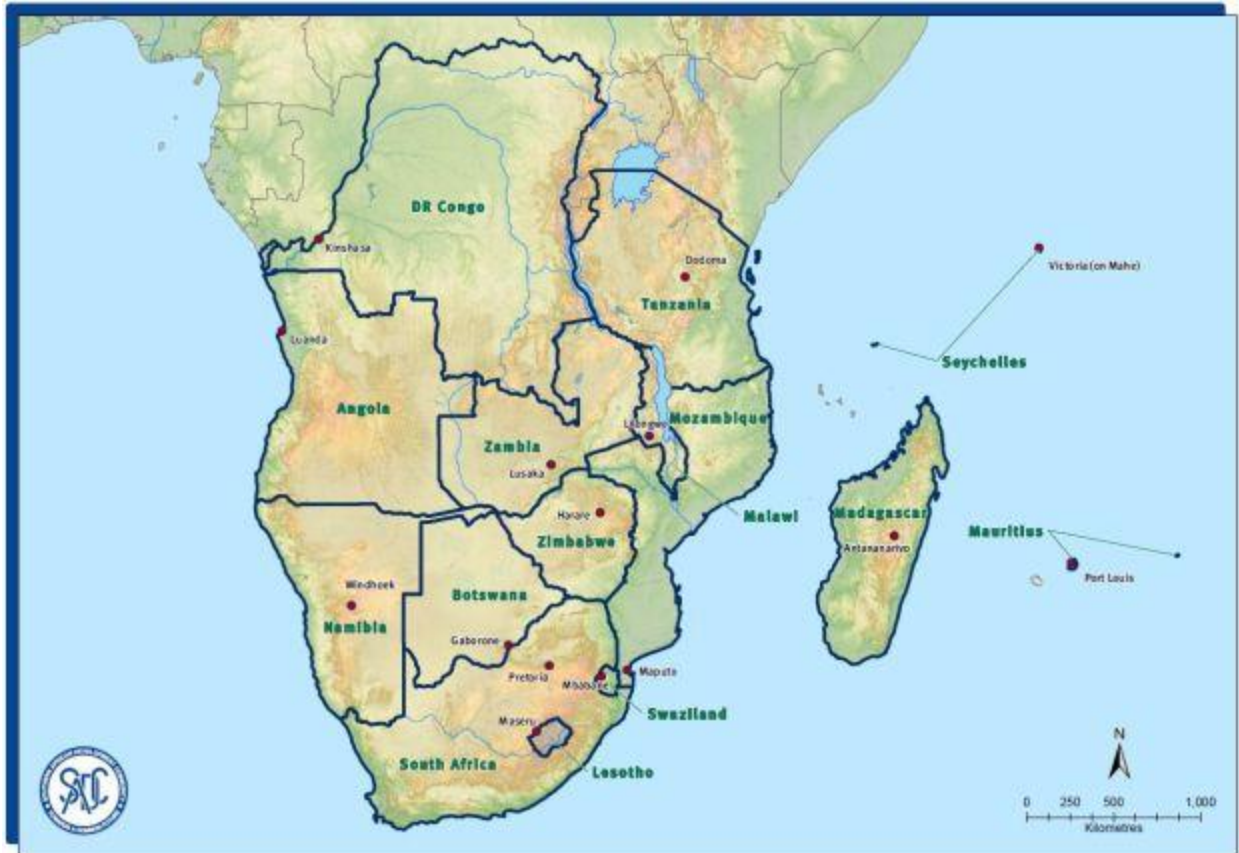 DR Congo
Kinshasa
Dodoma
Tanzania
Victoria (on Mahe)
Seychelles
Luanda
Angola
Zambia
Lusaka
Lilongwe
Mozambique
Malawi
Harare
Zimbabwe
Madagascar
Antananarivo
Mauritius
Port Louis
Windhoek
Namibia
Botswana
Gaborone
Pretoria
Mbabane
Maputo
Swaziland
Maseru
South Africa
Lesotho
SADC
N
0 250 500 1,000
Kilometres